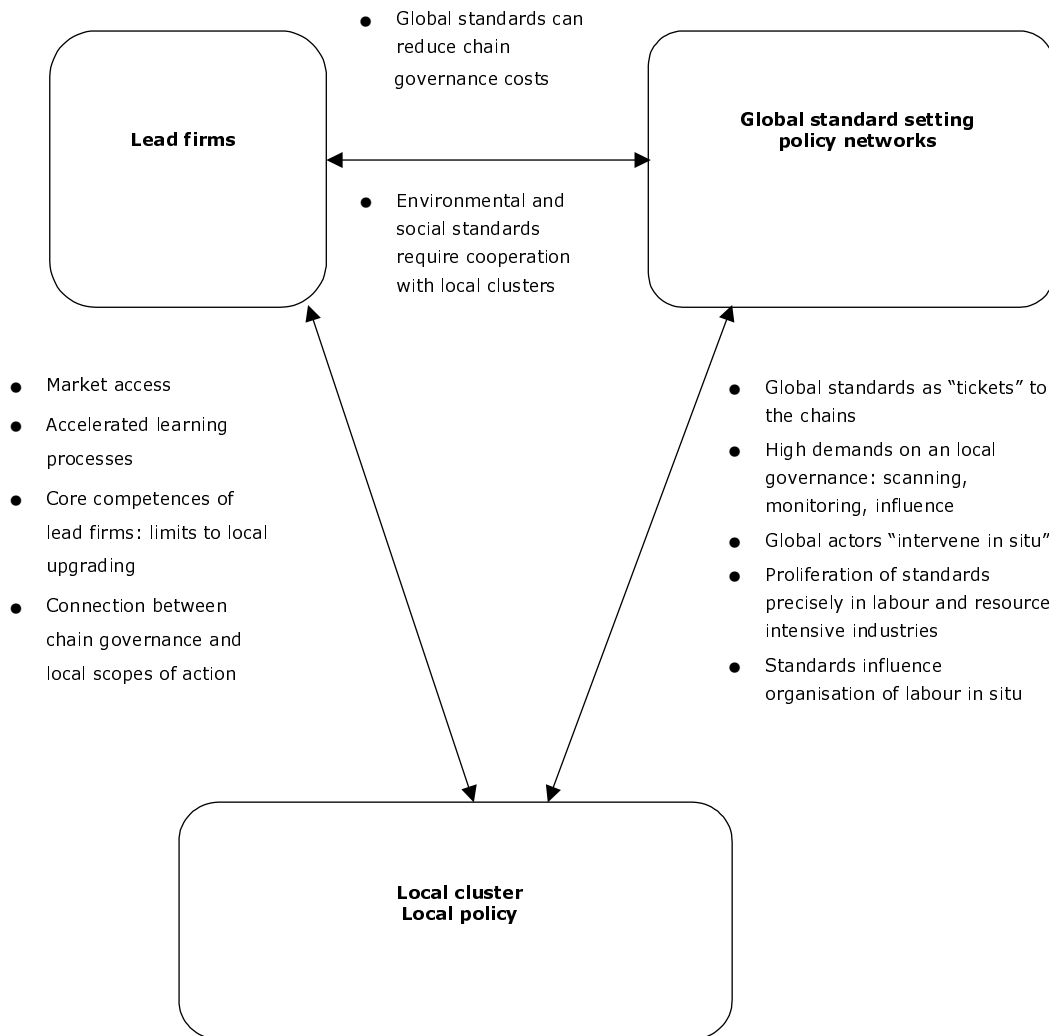 ● Global standards can
reduce chain
governance costs
Lead firms
Global standard setting
policy networks
● Environmental and
social standards
require cooperation
with local clusters
● Market access
● Accelerated learning
processes
● Core competences of
lead firms: limits to local
upgrading
● Connection between
chain governance and
local scopes of action
● Global standards as “tickets” to
the chains
● High demands on an local
governance: scanning,
monitoring, influence
● Global actors “intervene in situ”
● Proliferation of standards
precisely in labour and resource
intensive industries
● Standards influence
organisation of labour in situ
Local cluster
Local policy